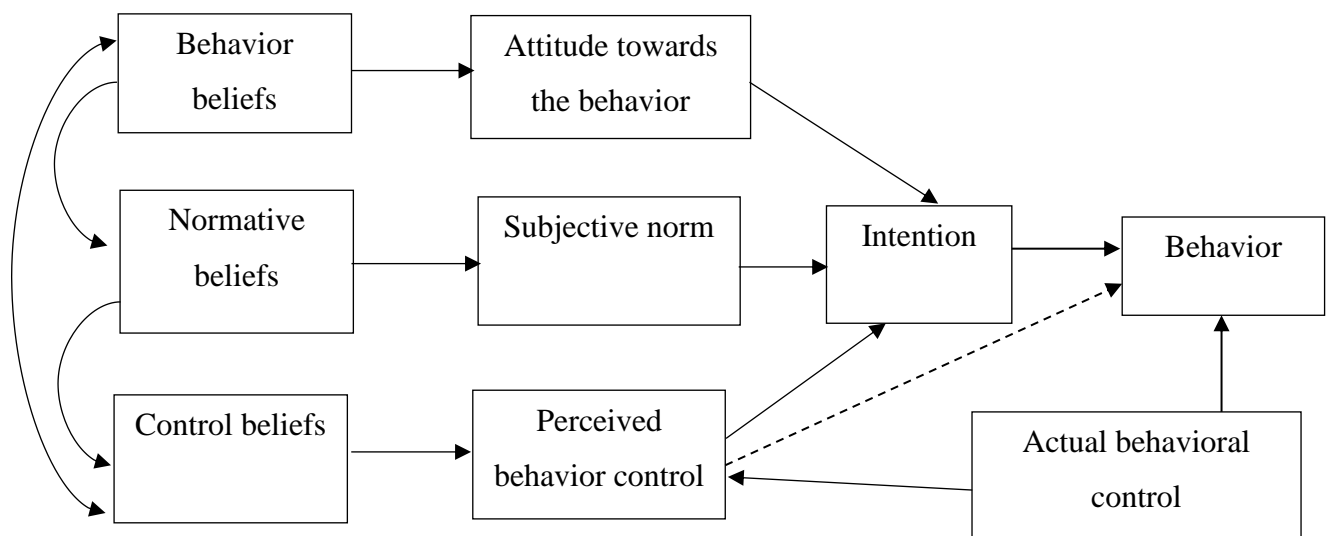 Behavior
beliefs
Attitude towards
the behavior
Normative
beliefs
Subjective norm
Intention
Behavior
Control beliefs
Perceived
behavior control
Actual behavioral
control